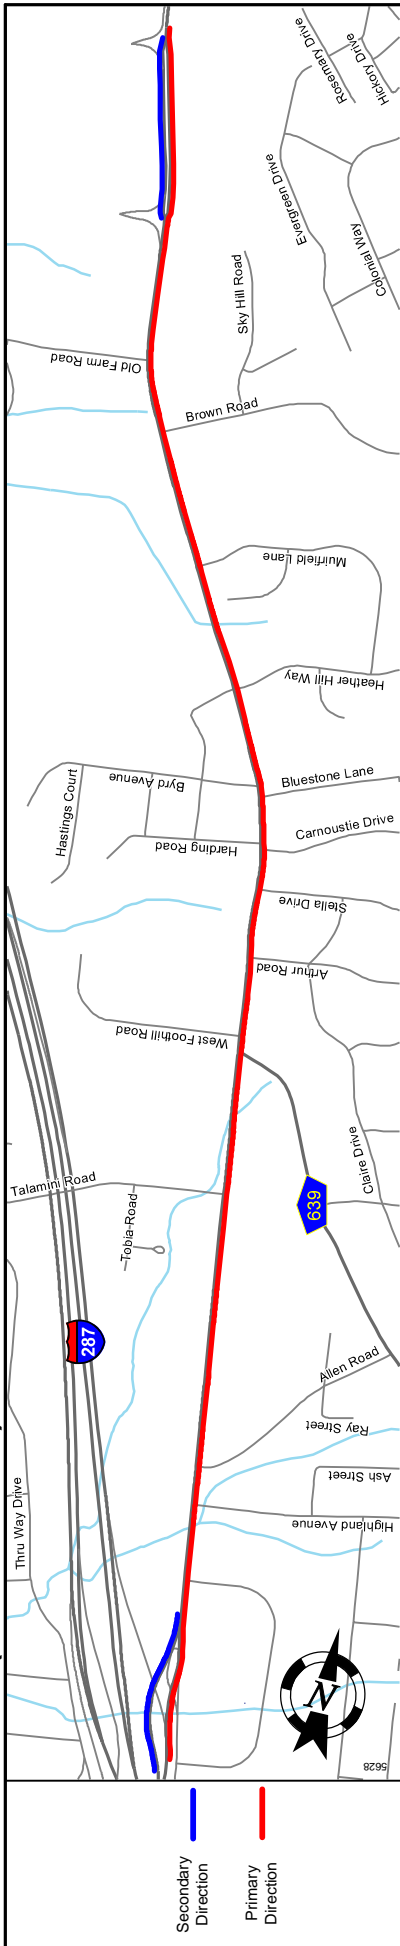 Rosemary Drive
Hickory Drive
Evergreen Drive
Colonial Way
Sky Hill Road
Old Farm Road
Brown Road
Muirfield Lane
Heather Hill Way
Hastings Court
Byrd Avenue
Bluestone Lane
Harding Road
Carnoustie Drive
Stella Drive
Arthur Road
West Foothill Road
Claire Drive
Talamini Road
Tobia Road
639
287
Allen Road
Ray Street
Ash Street
Highland Avenue
Thru Way Drive
N
5628
Secondary
Direction
Primary
Direction